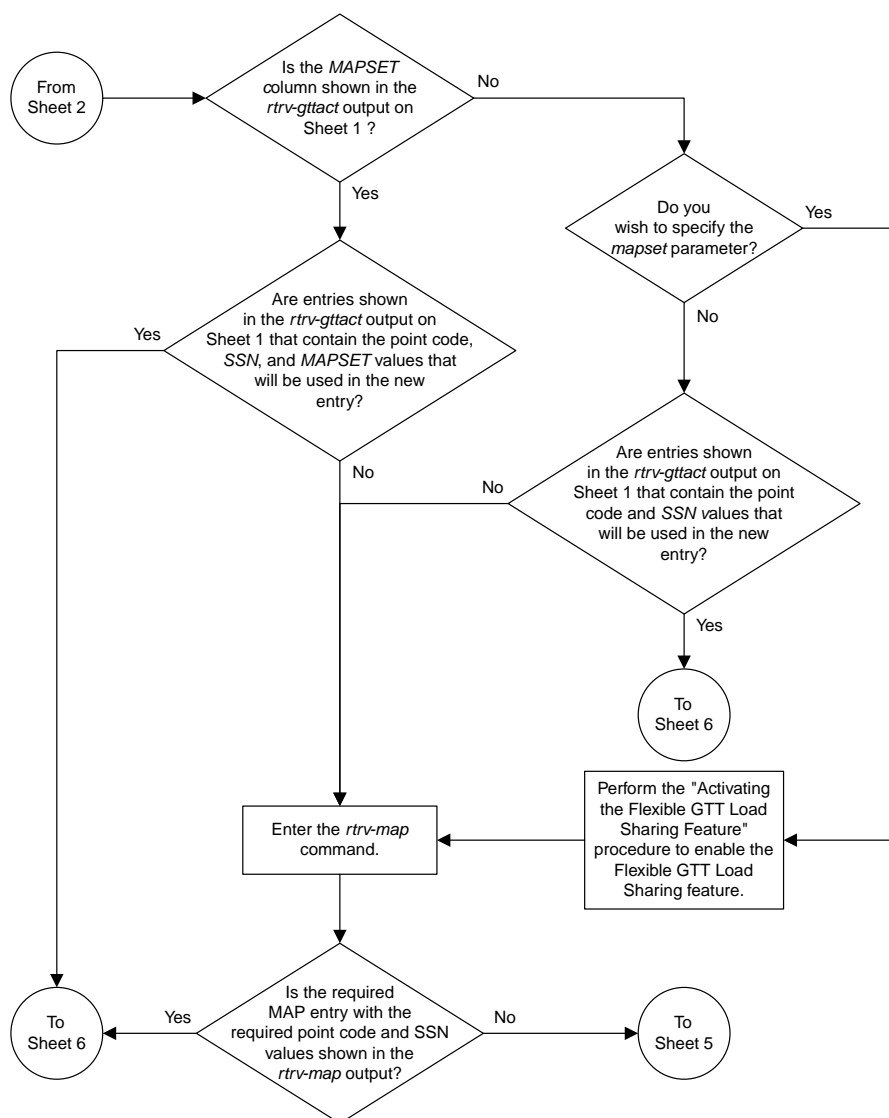 From
Sheet 2
Is the MAPSET
column shown in the
rtrv-gttact output on
Sheet 1 ?
No
Yes
Do you
wish to specify the
mapset parameter?
Yes
No
Are entries shown
in the rtrv-gttact output on
Sheet 1 that contain the point code,
SSN, and MAPSET values that
will be used in the new
entry?
Yes
No
Are entries shown
in the rtrv-gttact output on
Sheet 1 that contain the point
code and SSN values that
will be used in the new
entry?
No
Yes
To
Sheet 6
Enter the rtrv-map
command.
Perform the "Activating
the Flexible GTT Load
Sharing Feature"
procedure to enable the
Flexible GTT Load
Sharing feature.
Is the required
MAP entry with the
required point code and SSN
values shown in the
rtrv-map output?
Yes
No
To
Sheet 6
To
Sheet 5